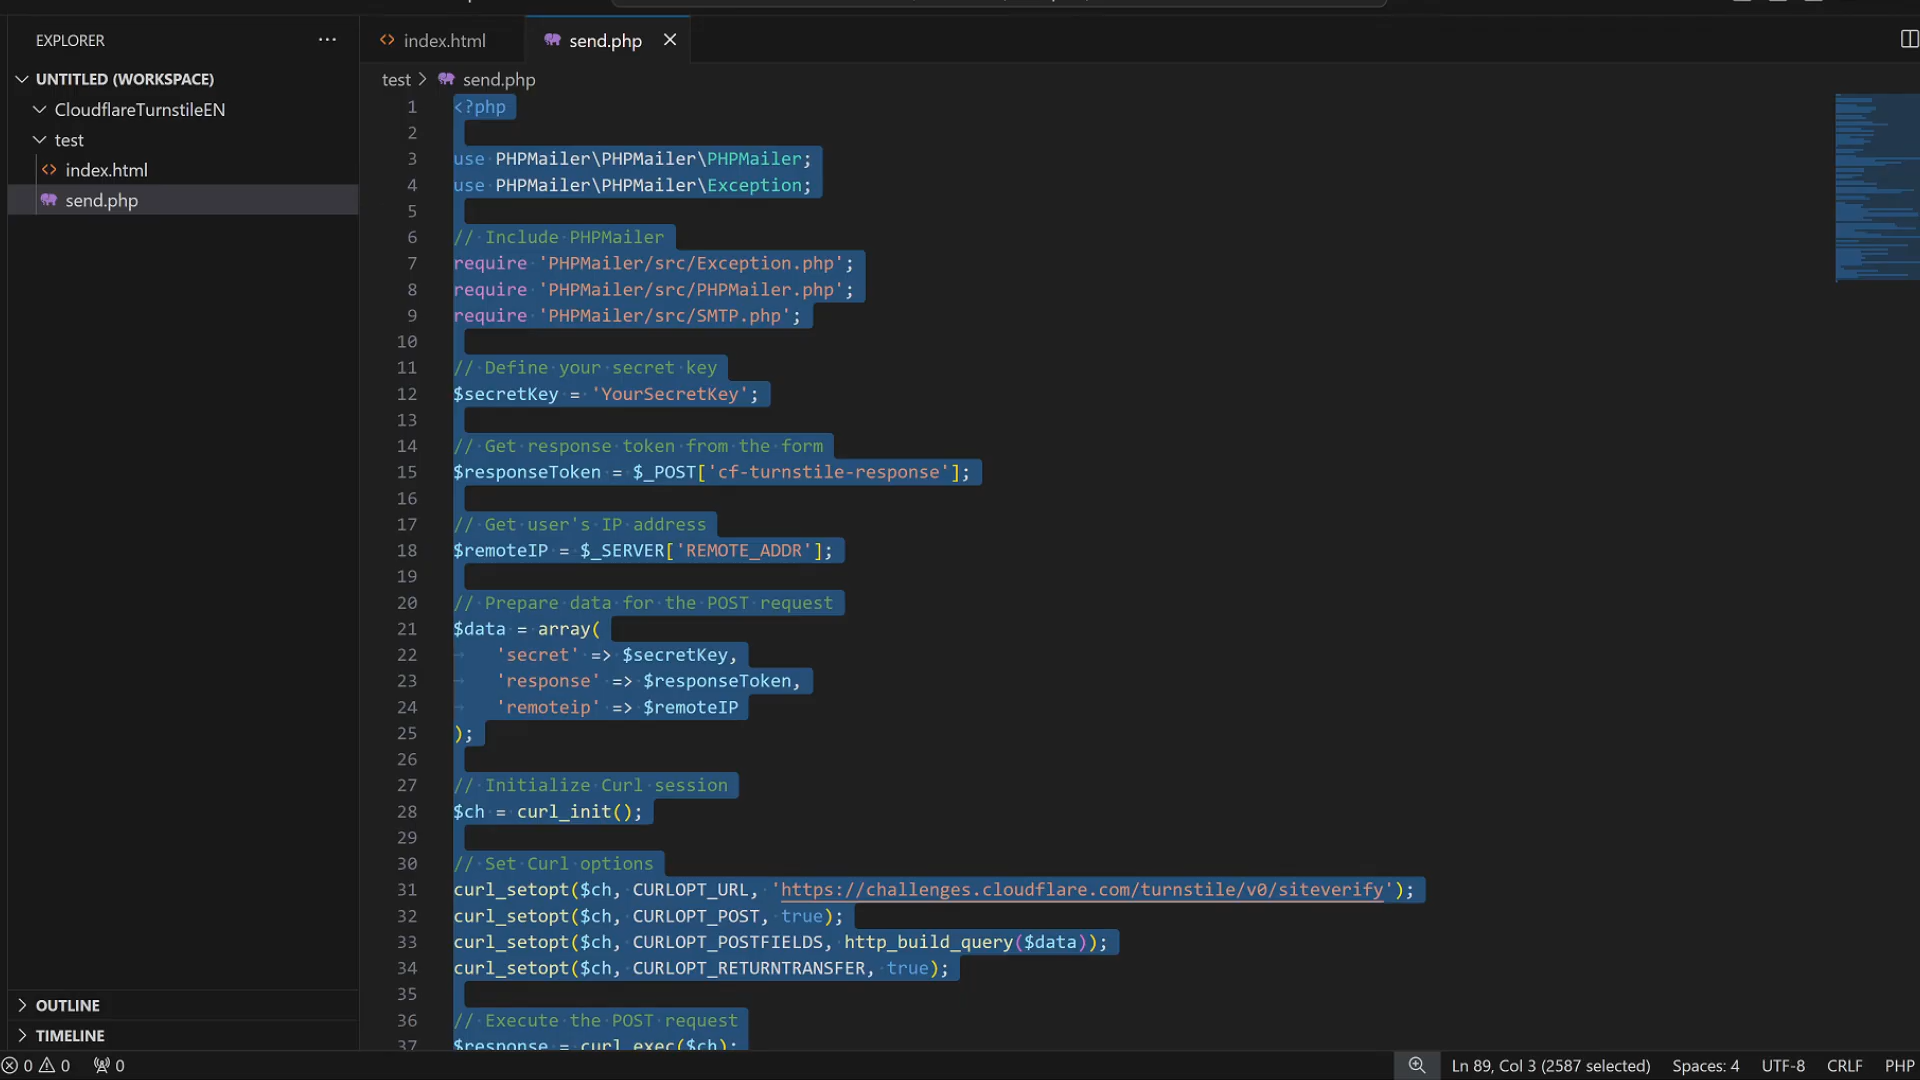 EXPLORER
index.html
send.php
UNTITLED (WORKSPACE)
CloudflareTurnstileEN
test
index.html
send.php
OUTLINE
TIMELINE
test > send.php
1 <?php
2
3 use PHPMailer\PHPMailer\PHPMailer;
4 use PHPMailer\PHPMailer\Exception;
5
6 // Include PHPMailer
7 require 'PHPMailer/src/Exception.php';
8 require 'PHPMailer/src/PHPMailer.php';
9 require 'PHPMailer/src/SMTP.php';
10
11 // Define your secret key
12 $secretKey = 'YourSecretKey';
13
14 // Get response token from the form
15 $responseToken = $_POST['cf-turnstile-response'];
16
17 // Get user's IP address
18 $remoteIP = $_SERVER['REMOTE_ADDR'];
19
20 // Prepare data for the POST request
21 $data = array(
22 'secret' => $secretKey,
23 'response' => $responseToken,
24 'remoteip' => $remoteIP
25 );
26
27 // Initialize Curl session
28 $ch = curl_init();
29
30 // Set Curl options
31 curl_setopt($ch, CURLOPT_URL, 'https://challenges.cloudflare.com/turnstile/v0/siteverify');
32 curl_setopt($ch, CURLOPT_POST, true);
33 curl_setopt($ch, CURLOPT_POSTFIELDS, http_build_query($data));
34 curl_setopt($ch, CURLOPT_RETURNTRANSFER, true);
35
36 // Execute the POST request
37 $response = curl_exec($ch);
0 0 0
Ln 89, Col 3 (2587 selected) Spaces: 4 UTF-8 CRLF PHP